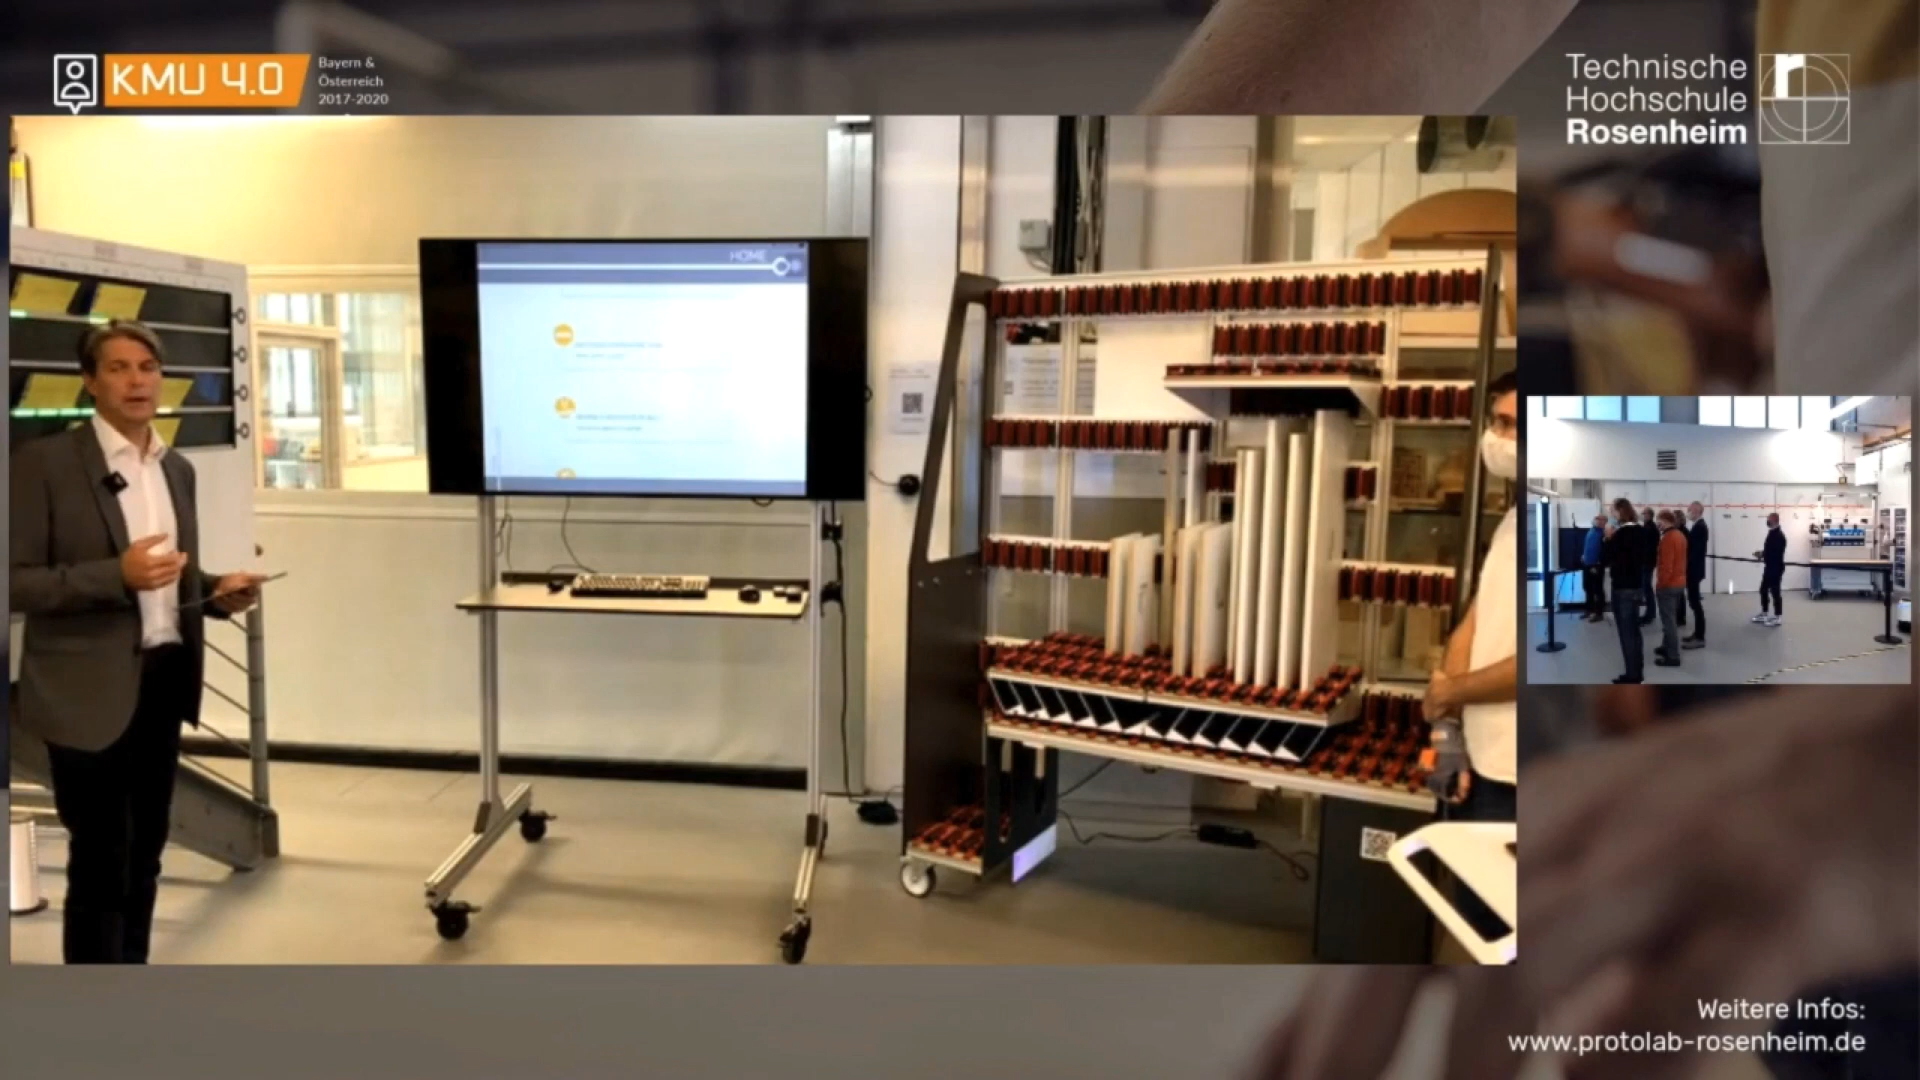 KMU 4.0
Bayern &
Österreich
2017-2020
Technische
Hochschule
Rosenheim
HOME
Weitere Infos:
www.protolab-rosenheim.de